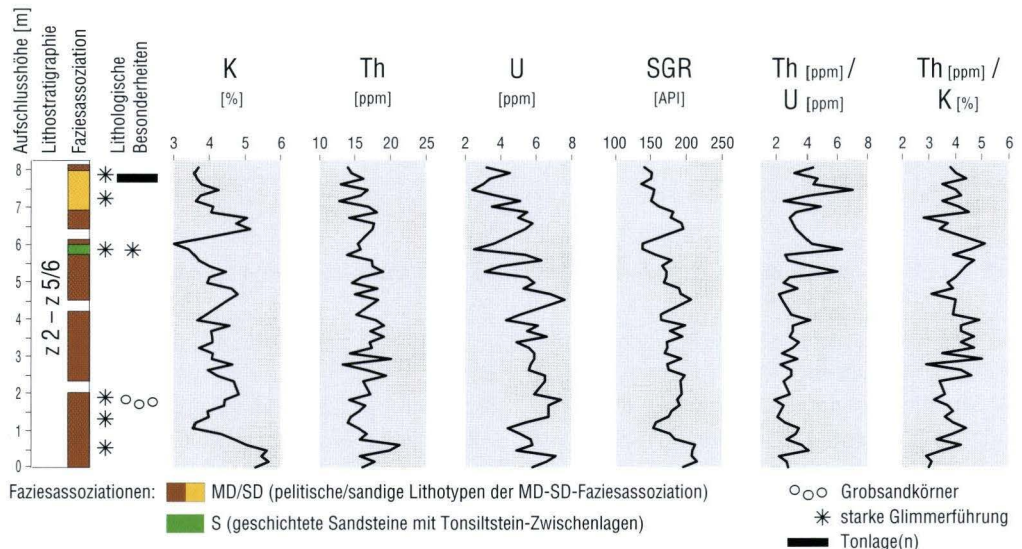 Aufschlusshöhe [m]
Lithostratigraphie
Faziesassoziation
Lithologische
Besonderheiten
K
[%]
3 4 5 6
Th
[ppm]
10 15 20 25
U
[ppm]
2 4 6 8
SGR
[API]
100 150 200 250
Th [ppm] /
U [ppm]
0 2 4 6 8
Th [ppm] /
K [%]
2 3 4 5 6
8
7
6
5
4
3
2
1
0
z 2 – z 5/6
Faziesassoziationen:
MD/SD (pelitische/sandige Lithotypen der MD-SD-Faziesassoziation)
S (geschichtete Sandsteine mit Tonsiltstein-Zwischenlagen)
Grobsandkörner
starke Glimmerführung
Tonlage(n)